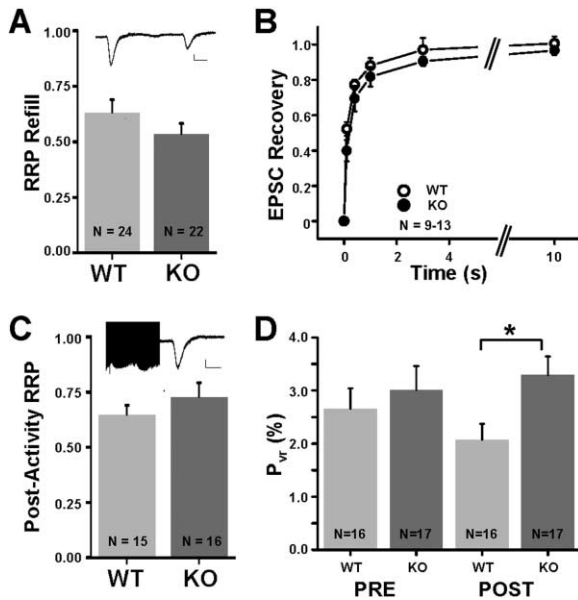 A
RRP Refill
1.00
0.75
0.50
0.25
0.00
N = 24
N = 22
WT
KO
B
EPSC Recovery
1.0
0.8
0.6
0.4
0.2
0
WT
KO
N = 9-13
0
2
4
10
Time (s)
C
Post-Activity RRP
1.00
0.75
0.50
0.25
0.00
N = 15
N = 16
WT
KO
D
Pvr (%)
4.0
3.0
2.0
1.0
0.0
*
N=16
N=17
N=16
N=17
WT
KO
WT
KO
PRE
POST